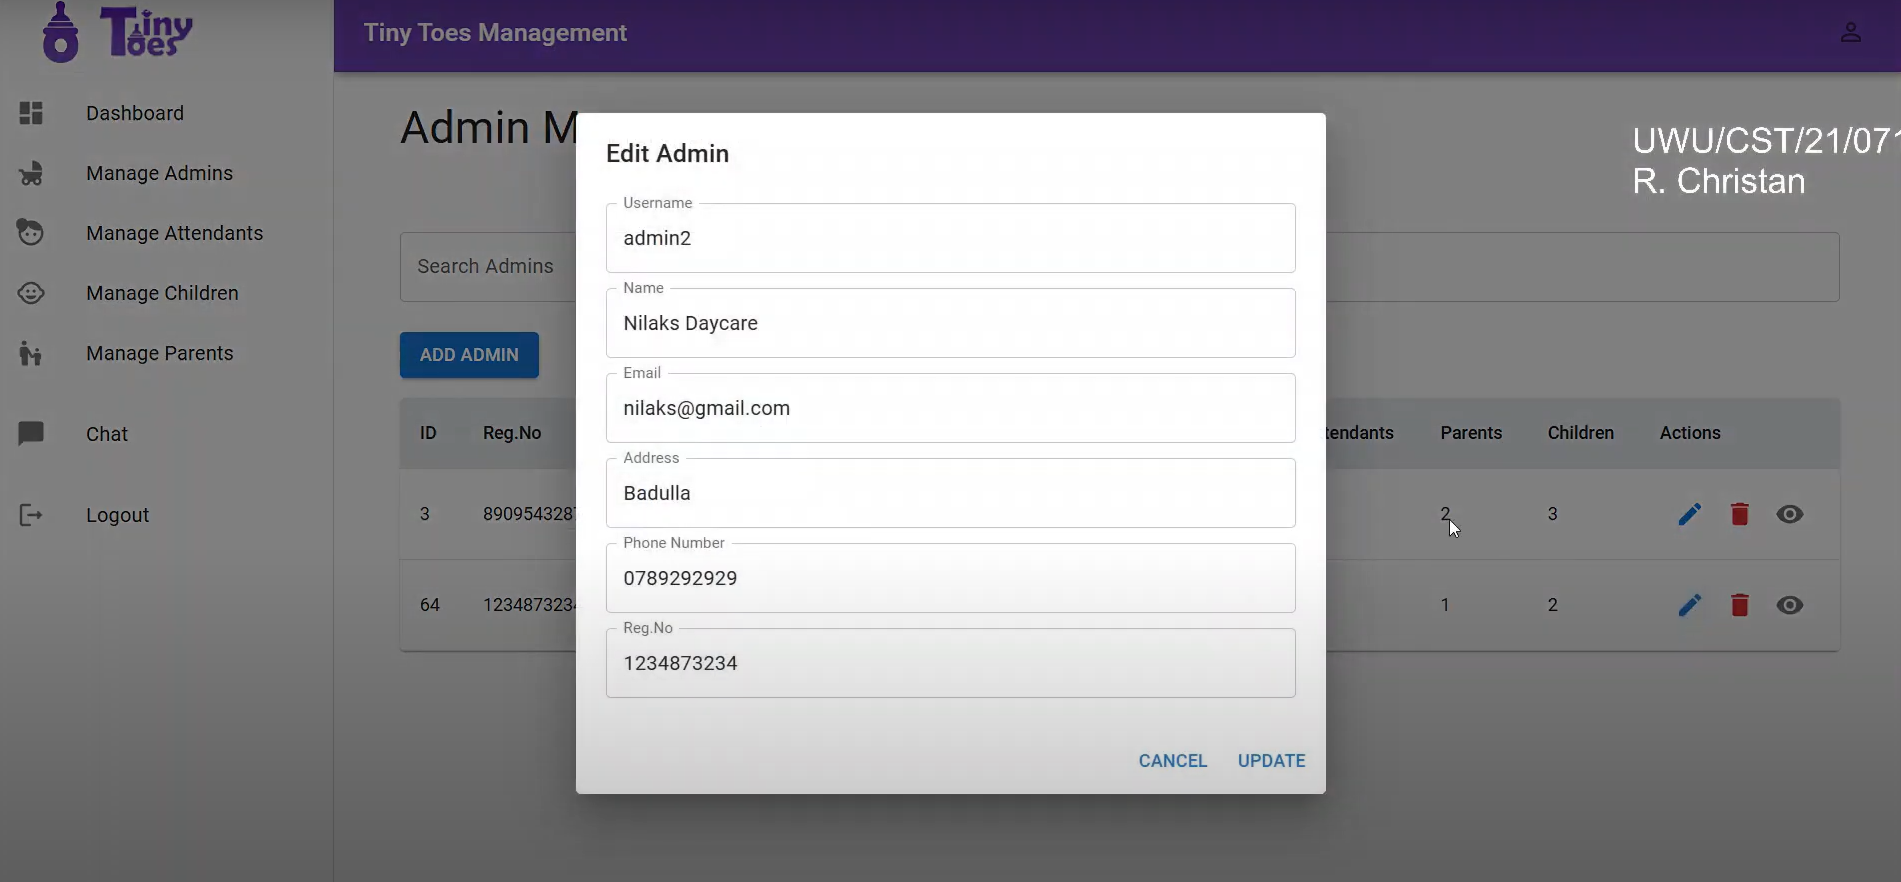 Tiny Toes
Tiny Toes Management
Dashboard
Manage Admins
Manage Attendants
Manage Children
Manage Parents
Chat
Logout
Admin M
UWU/CST/21/071
R. Christan
Search Admins
ADD ADMIN
ID Reg.No tendants Parents Children Actions
3 890954328 2 3
64 123487323 1 2
Edit Admin
Username
admin2
Name
Nilaks Daycare
Email
nilaks@gmail.com
Address
Badulla
Phone Number
0789292929
Reg.No
1234873234
CANCEL UPDATE